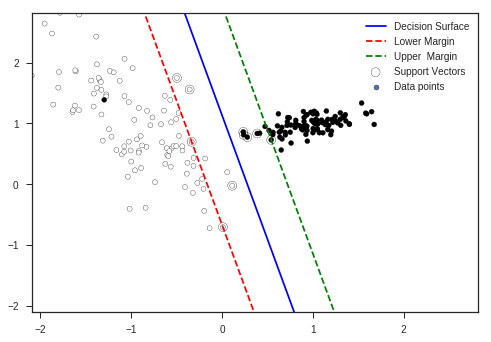 Decision Surface
Lower Margin
Upper Margin
Support Vectors
Data points
2
1
0
−1
−2
−2
−1
0
1
2